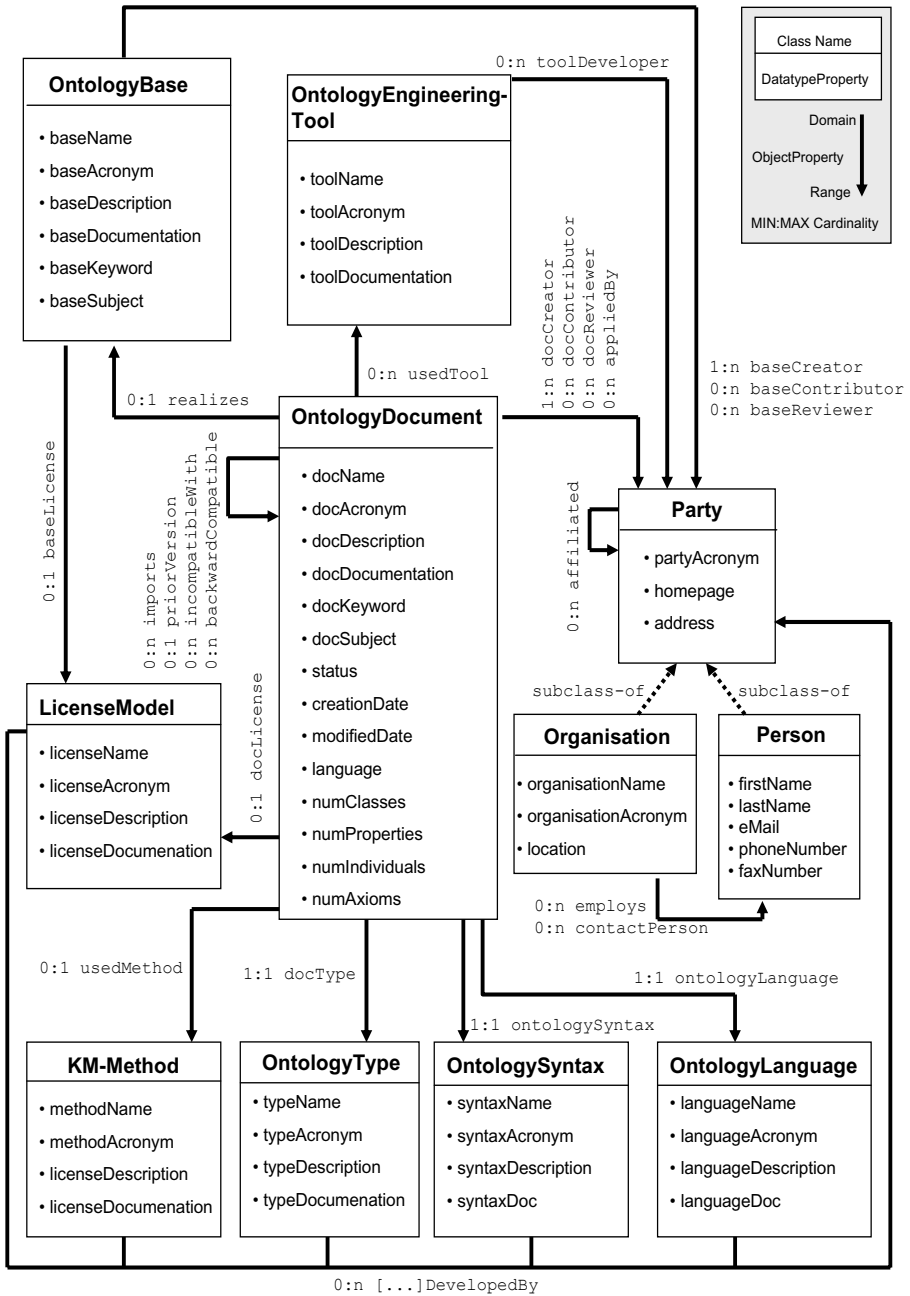 Class Name
DatatypeProperty
Domain
ObjectProperty
Range
MIN:MAX Cardinality
0:n toolDeveloper
OntologyBase
• baseName
• baseAcronym
• baseDescription
• baseDocumentation
• baseKeyword
• baseSubject
OntologyEngineering-
Tool
• toolName
• toolAcronym
• toolDescription
• toolDocumentation
1:n docCreator
0:n docContributor
0:n docReviewer
0:n appliedBy
1:n baseCreator
0:n baseContributor
0:n baseReviewer
0:n usedTool
0:1 realizes
0:1 baseLicense
OntologyDocument
• docName
• docAcronym
• docDescription
• docDocumentation
• docKeyword
• docSubject
• status
• creationDate
• modifiedDate
• language
• numClasses
• numProperties
• numIndividuals
• numAxioms
0:n imports
0:1 priorVersion
0:n incompatibleWith
0:n backwardCompatible
0:n affiliated
Party
• partyAcronym
• homepage
• address
subclass-of
subclass-of
LicenseModel
• licenseName
• licenseAcronym
• licenseDescription
• licenseDocumenation
0:1 docLicense
Organisation
• organisationName
• organisationAcronym
• location
Person
• firstName
• lastName
• eMail
• phoneNumber
• faxNumber
0:n employs
0:n contactPerson
0:1 usedMethod
1:1 docType
1:1 ontologySyntax
1:1 ontologyLanguage
KM-Method
• methodName
• methodAcronym
• licenseDescription
• licenseDocumenation
OntologyType
• typeName
• typeAcronym
• typeDescription
• typeDocumenation
OntologySyntax
• syntaxName
• syntaxAcronym
• syntaxDescription
• syntaxDoc
OntologyLanguage
• languageName
• languageAcronym
• languageDescription
• languageDoc
0:n [...]DevelopedBy